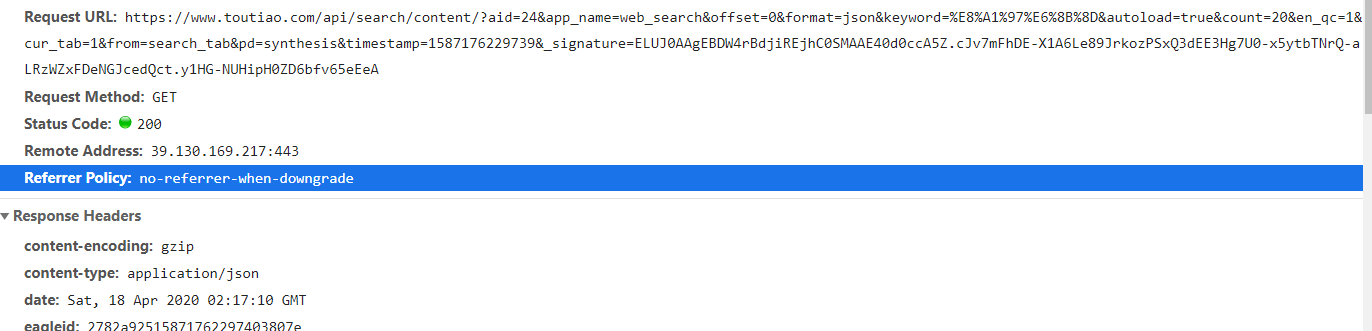 Request URL: https://www.toutiao.com/api/search/content/?aid=24&app_name=web_search&offset=0&format=json&keyword=%E8%A1%97%E6%8B%8D&autoload=true&count=20&en_qc=1&
cur_tab=1&from=search_tab&pd=synthesis&timestamp=1587176229739&_signature=ELUJ0AAgEBDW4rBdjiREjhC0SMAAE40d0ccA5Z.cJv7mFhDE-X1A6Le89JrkozPSxQ3dEE3Hg7U0-x5ytbTNrQ-a
LRzWZxFDeNGJcedQct.y1HG-NUHipH0ZD6bfv65eEeA
Request Method: GET
Status Code: 200
Remote Address: 39.130.169.217:443
Referrer Policy: no-referrer-when-downgrade
Response Headers
content-encoding: gzip
content-type: application/json
date: Sat, 18 Apr 2020 02:17:10 GMT
eagleid: 2782a92515871762297403807e